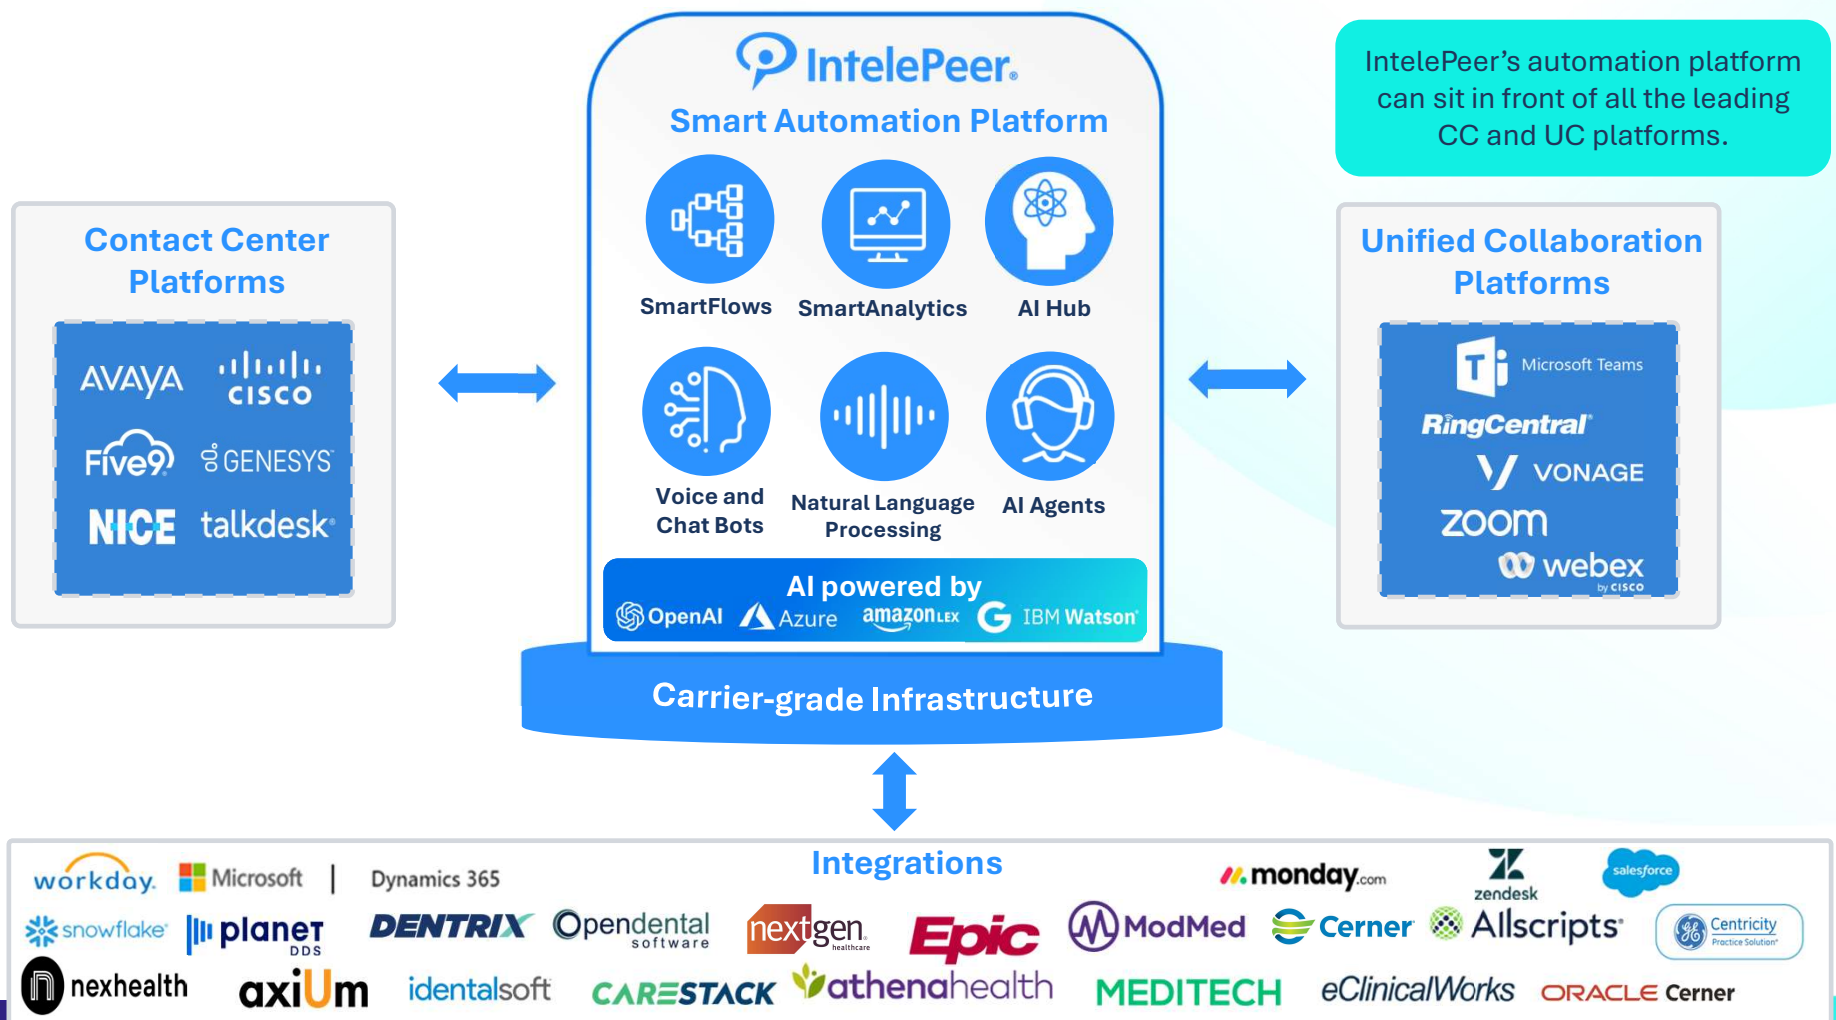 IntelePeer®
Smart Automation Platform
SmartFlows
SmartAnalytics
AI Hub
Voice and
Chat Bots
Natural Language
Processing
AI Agents
AI powered by
OpenAI
Azure
amazon LEX
G
IBM Watson
Carrier-grade Infrastructure
IntelePeer’s automation platform
can sit in front of all the leading
CC and UC platforms.
Contact Center
Platforms
AVAYA
CISCO
Five9
GENESYS
NICE
talkdesk
Unified Collaboration
Platforms
T
Microsoft Teams
RingCentral
VONAGE
zoom
webex
by CISCO
Integrations
workday.
Microsoft | Dynamics 365
monday.com
zendesk
salesforce
snowflake
planet
DDS
DENTRIX
Opendental
software
nextgen
healthcare
Epic
ModMed
Cerner
Allscripts
GE
Centricity
Practice Solution
n
nexhealth
axiUm
identalsoft
CARESTACK
athenahealth
MEDITECH
eClinicalWorks
ORACLE Cerner